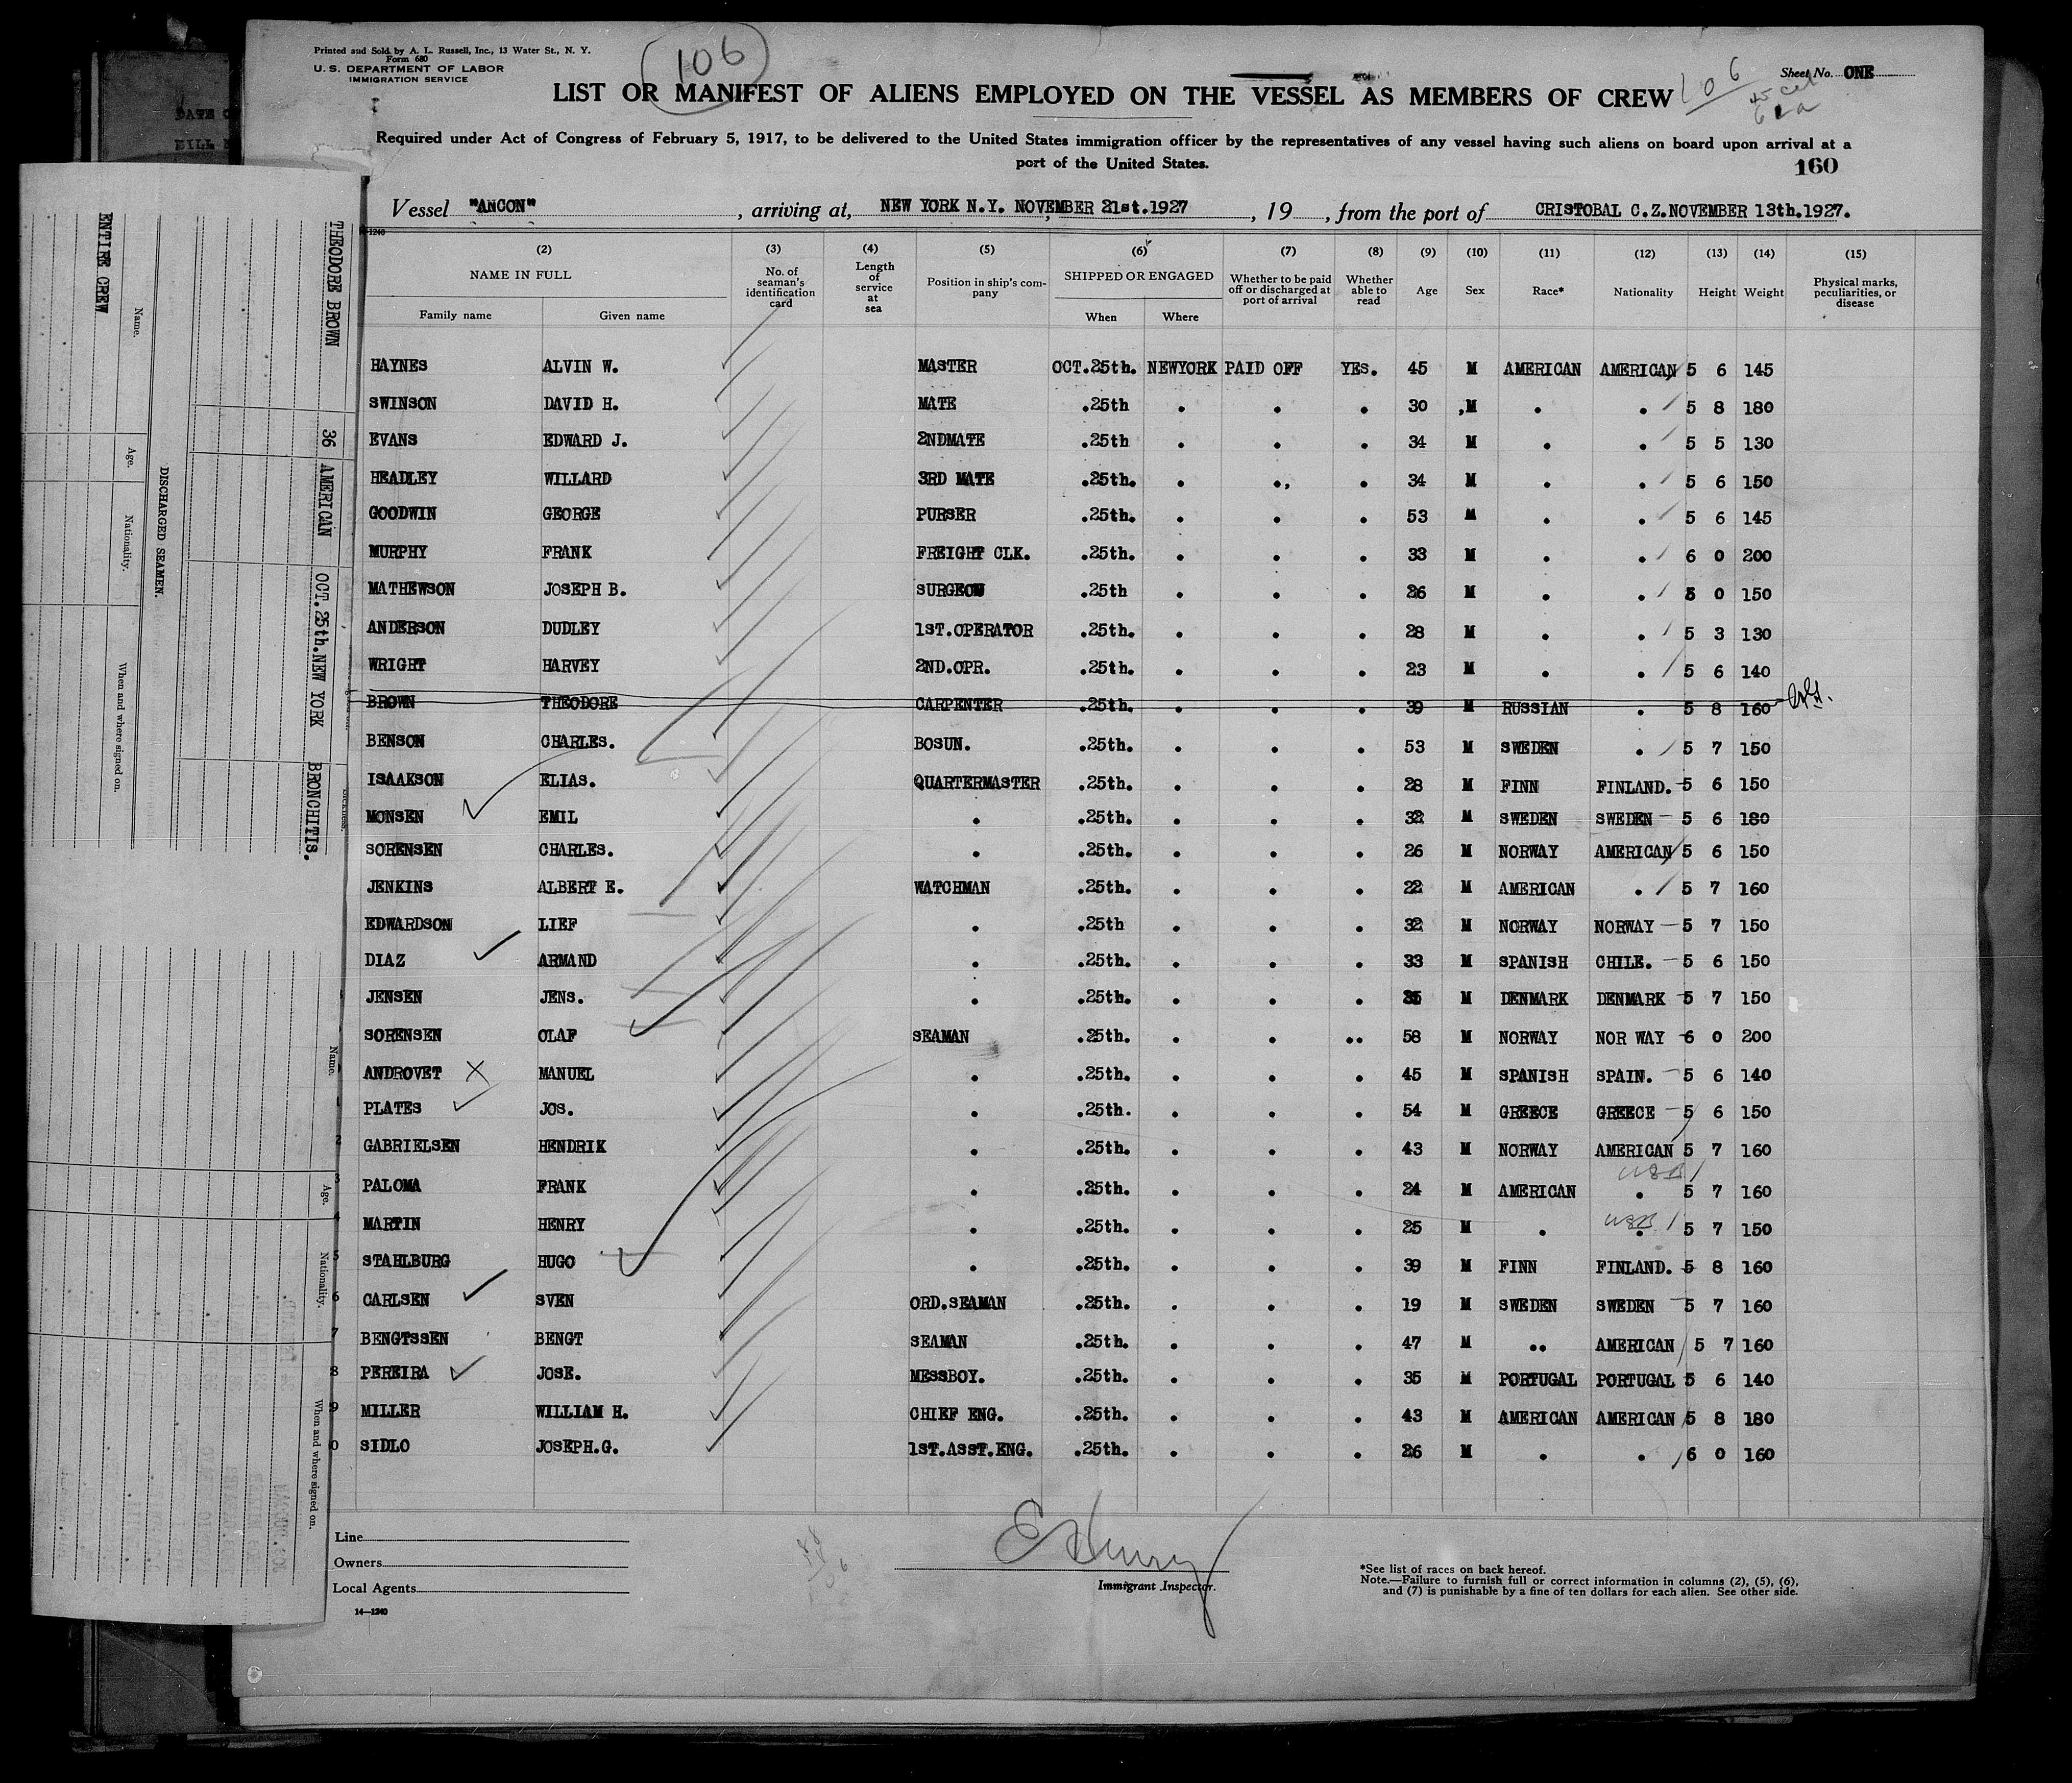 Printed and Sold by A. L. Russell, Inc., 13 Water St., N. Y.
Form 680
U. S. DEPARTMENT OF LABOR
IMMIGRATION SERVICE
106
106
Sheet No. ONE
LIST OR MANIFEST OF ALIENS EMPLOYED ON THE VESSEL AS MEMBERS OF CREW
Required under Act of Congress of February 5, 1917, to be delivered to the United States immigration officer by the representatives of any vessel having such aliens on board upon arrival at a
port of the United States.
160
Vessel "ANCON", arriving at, NEW YORK N.Y. NOVEMBER 21st.1927, 19 , from the port of CRISTOBAL C.Z.NOVEMBER 13th.1927.
(2) (3) (4) (5) (6) (7) (8) (9) (10) (11) (12) (13) (14) (15)
NAME IN FULL No. of seaman's identification card Length of service at sea Position in ship's company SHIPPED OR ENGAGED Whether to be paid off or discharged at port of arrival Whether able to read Age Sex Race* Nationality Height Weight Physical marks, peculiarities, or disease
Family name Given name When Where
HAYNES ALVIN W. MASTER OCT.25th. NEWYORK PAID OFF YES. 45 M AMERICAN AMERICAN 5 6 145
SWINSON DAVID H. MATE .25th . . . 30 ,M . . 5 8 180
EVANS EDWARD J. 2NDMATE .25th . . . 34 M . . 5 5 130
HEADLEY WILLARD 3RD MATE .25th. . ., . 34 M . . 5 6 150
GOODWIN GEORGE PURSER .25th. . . . 53 M . . 5 6 145
MURPHY FRANK FREIGHT CLK. .25th. . . . 33 M . . 6 0 200
MATHEWSON JOSEPH B. SURGEON .25th . . . 26 M . . 5 0 150
ANDERSON DUDLEY 1ST.OPERATOR .25th. . . . 28 M . . 5 3 130
WRIGHT HARVEY 2ND.OPR. .25th. . . . 23 M . . 5 6 140
BROWN THEODORE CARPENTER .25th. . . . 39 M RUSSIAN . 5 8 160
BENSON CHARLES. BOSUN. .25th. . . . 53 M SWEDEN . 5 7 150
ISAAKSON ELIAS. QUARTERMASTER .25th. . . . 28 M FINN FINLAND. 5 6 150
MONSEN EMIL . .25th. . . . 32 M SWEDEN SWEDEN 5 6 180
SORENSEN CHARLES. . .25th. . . . 26 M NORWAY AMERICAN 5 6 150
JENKINS ALBERT E. WATCHMAN .25th. . . . 22 M AMERICAN . 5 7 160
EDWARDSON LIEF . .25th . . . 32 M NORWAY NORWAY 5 7 150
DIAZ ARMAND . .25th. . . . 33 M SPANISH CHILE. 5 6 150
JENSEN JENS. . .25th. . . . M DENMARK DENMARK 5 7 150
SORENSEN OLAF SEAMAN .25th. . . .. 58 M NORWAY NOR WAY 6 0 200
ANDROVET X MANUEL . .25th. . . . 45 M SPANISH SPAIN. 5 6 140
PLATES JOS. . .25th. . . . 54 M GREECE GREECE 5 6 150
GABRIELSEN HENDRIK . .25th. . . . 43 M NORWAY AMERICAN 5 7 160
PALOMA FRANK . .25th. . . . 24 M AMERICAN . 5 7 160
MARTIN HENRY . .25th. . . . 25 M . . 5 7 150
STAHLBURG HUGO . .25th. . . . 39 M FINN FINLAND. 5 8 160
CARLSEN SVEN ORD.SEAMAN .25th. . . . 19 M SWEDEN SWEDEN 5 7 160
BENGTSSEN BENGT SEAMAN .25th. . . . 47 M .. AMERICAN 5 7 160
PEREIRA JOSE. MESSBOY. .25th. . . . 35 M PORTUGAL PORTUGAL 5 6 140
MILLER WILLIAM H. CHIEF ENG. .25th. . . . 43 M AMERICAN AMERICAN 5 8 180
SIDLO JOSEPH.G. 1ST.ASST.ENG. .25th. . . . 26 M . . 6 0 160
Line
Owners
Local Agents
14—1240
Immigrant Inspector.
*See list of races on back hereof.
Note.—Failure to furnish full or correct information in columns (2), (5), (6),
and (7) is punishable by a fine of ten dollars for each alien. See other side.
ENTIRE CREW
Name.
Age.
Nationality.
When and where signed on.
DISCHARGED SEAMEN.
THEODORE BROWN 36 AMERICAN OCT.25th.NEW YORK BRONCHITIS.
Name.
Age.
Nationality.
When and where signed on.